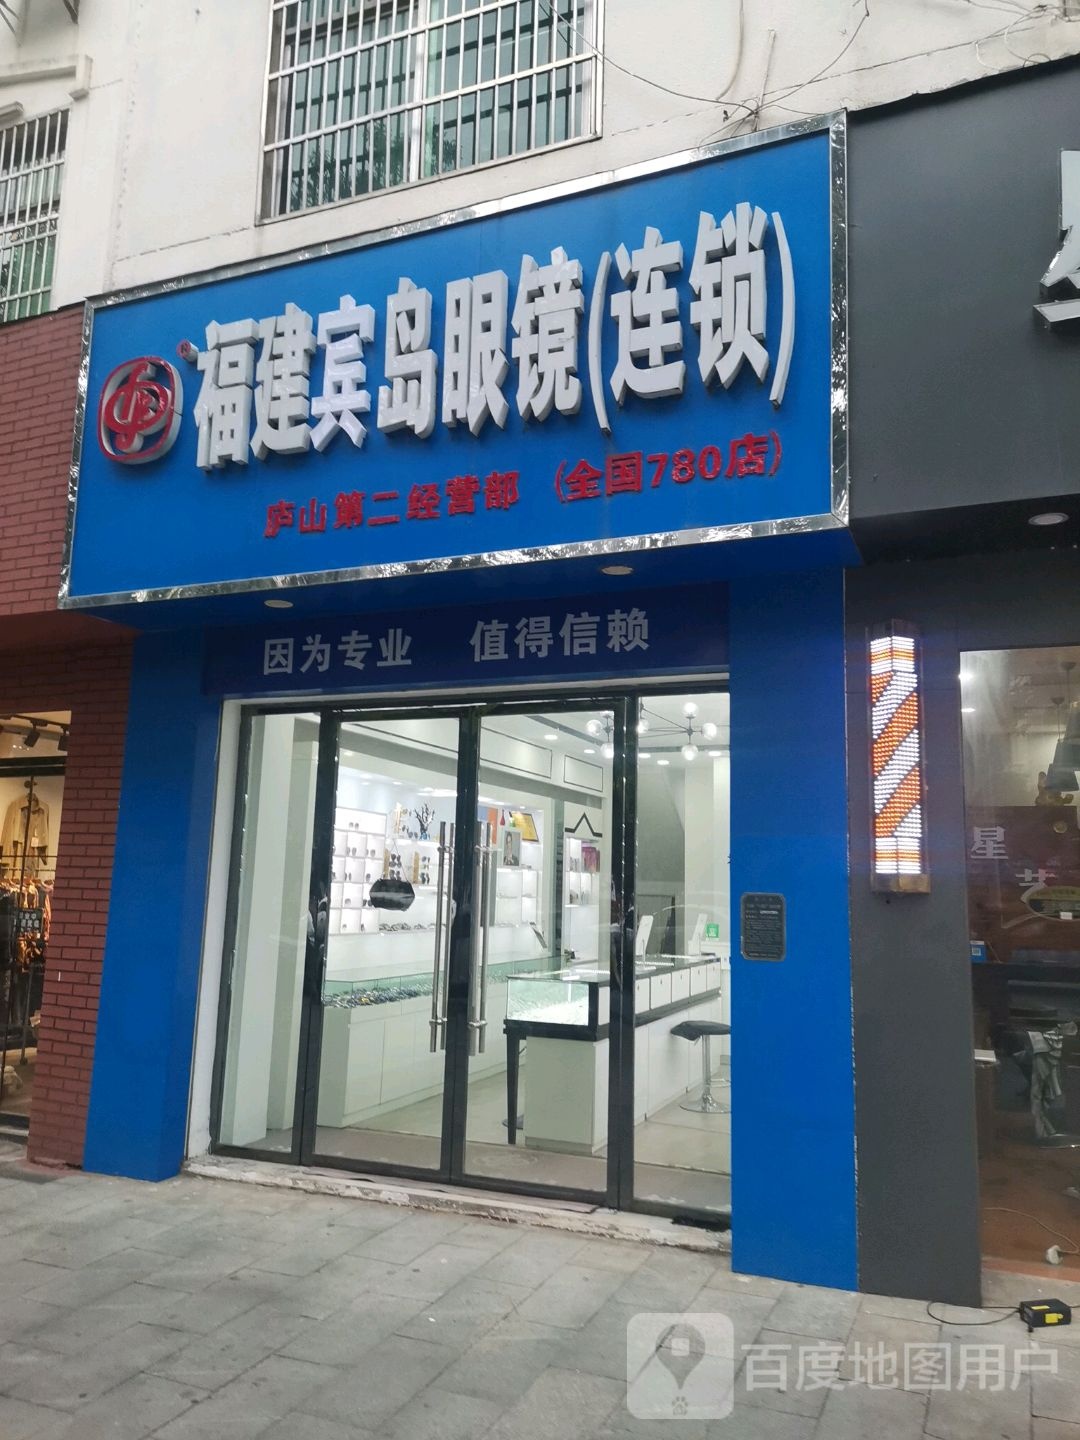 福建宾岛眼镜(连锁)
®
庐山第二经营部 (全国780店)
因为专业 值得信赖
星
艺
百度地图用户